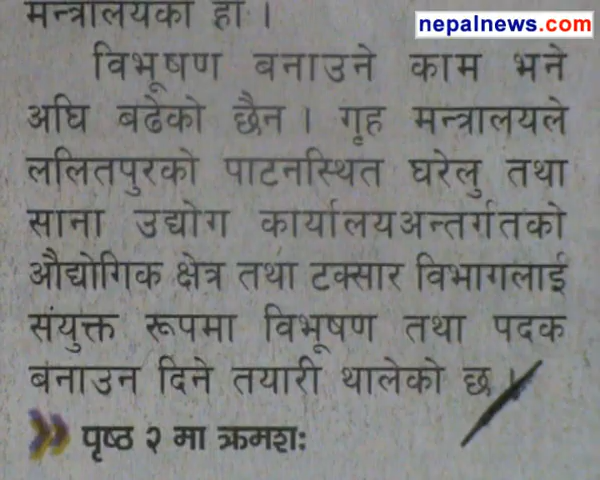 nepalnews.com
मन्त्रालयका हो ।
विभूषण बनाउने काम भने
अघि बढेको छैन । गृह मन्त्रालयले
ललितपुरको पाटनस्थित घरेलु तथा
साना उद्योग कार्यालयअन्तर्गतको
औद्योगिक क्षेत्र तथा टक्सार विभागलाई
संयुक्त रूपमा विभूषण तथा पदक
बनाउन दिने तयारी थालेको छ ।
पृष्ठ २ मा क्रमशः